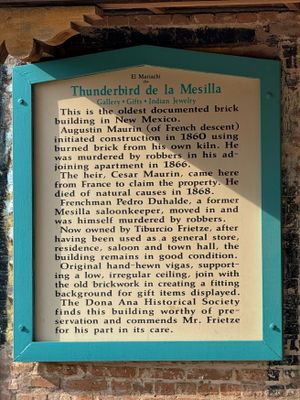 El Mariachi
the
Thunderbird de la Mesilla
Gallery • Gifts • Indian Jewelry
This is the oldest documented brick
building in New Mexico.
Augustin Maurin (of French descent)
initiated construction in 1860 using
burned brick from his own kiln. He
was murdered by robbers in his ad-
joining apartment in 1866.
The heir, Cesar Maurin, came here
from France to claim the property. He
died of natural causes in 1868.
Frenchman Pedro Duhalde, a former
Mesilla saloonkeeper, moved in and
was himself murdered by robbers.
Now owned by Tiburcio Frietze, after
having been used as a general store,
residence, saloon and town hall, the
building remains in good condition.
Original hand-hewn vigas, support-
ing a low, irregular ceiling, join with
the old brickwork in creating a fitting
background for gift items displayed.
The Dona Ana Historical Society
finds this building worthy of pre-
servation and commends Mr. Frietze
for his part in its care.